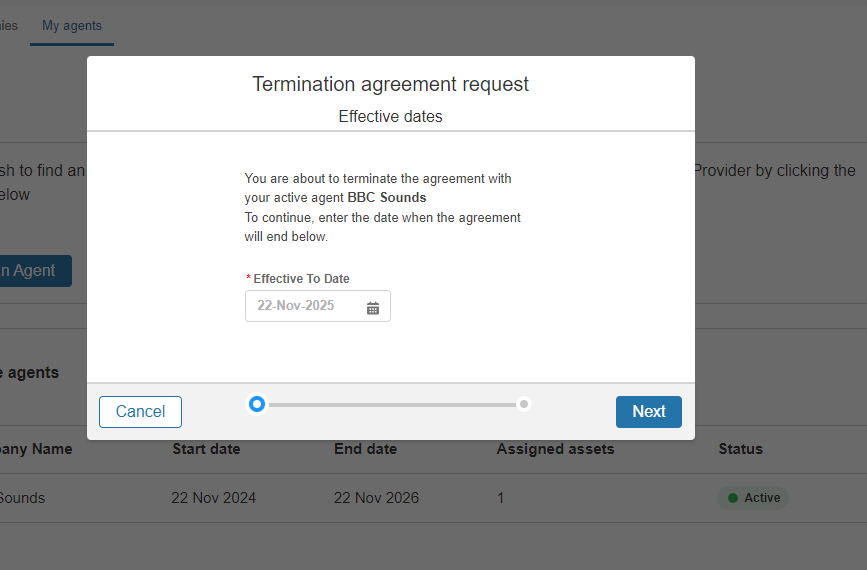 ies My agents
Termination agreement request
Effective dates
sh to find an
Provider by clicking the
elow
You are about to terminate the agreement with
your active agent BBC Sounds
To continue, enter the date when the agreement
will end below.
n Agent
* Effective To Date
22-Nov-2025
e agents
Cancel
Next
any Name Start date End date Assigned assets Status
Sounds 22 Nov 2024 22 Nov 2026 1 Active